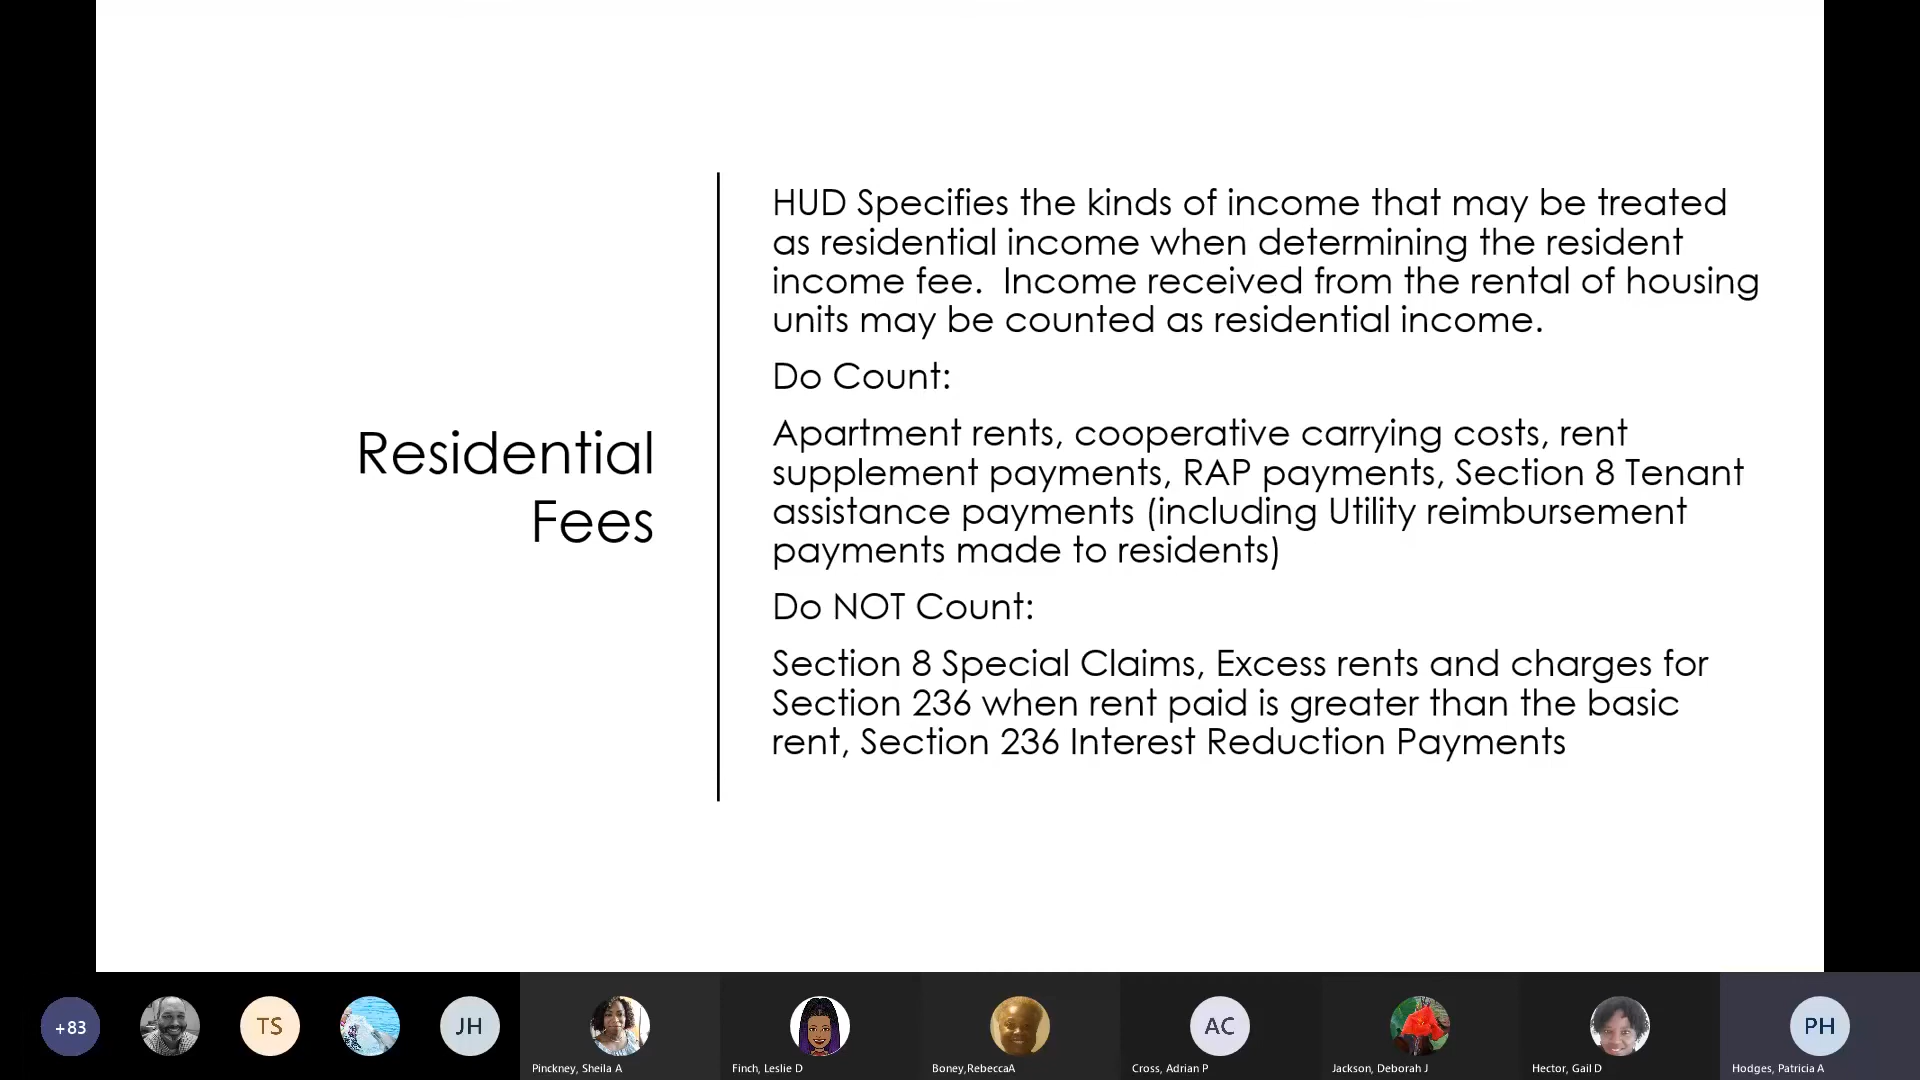 Residential
Fees
HUD Specifies the kinds of income that may be treated
as residential income when determining the resident
income fee.  Income received from the rental of housing
units may be counted as residential income.
Do Count:
Apartment rents, cooperative carrying costs, rent
supplement payments, RAP payments, Section 8 Tenant
assistance payments (including Utility reimbursement
payments made to residents)
Do NOT Count:
Section 8 Special Claims, Excess rents and charges for
Section 236 when rent paid is greater than the basic
rent, Section 236 Interest Reduction Payments
+83
TS
JH
AC
PH
Pinckney, Sheila A
Finch, Leslie D
Boney,RebeccaA
Cross, Adrian P
Jackson, Deborah J
Hector, Gail D
Hodges, Patricia A